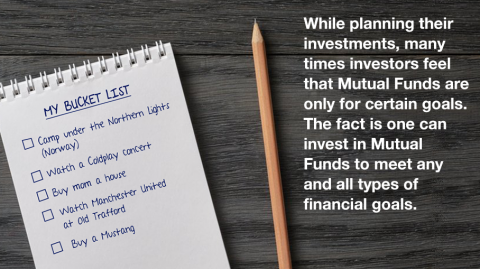 MY BUCKET LIST
Camp under the Northern lights
(Norway)
Watch a Coldplay concert
Buy mom a house
Watch Manchester United
at Old Trafford
Buy a Mustang
While planning their
investments, many
times investors feel
that Mutual Funds are
only for certain goals.
The fact is one can
invest in Mutual
Funds to meet any
and all types of
financial goals.